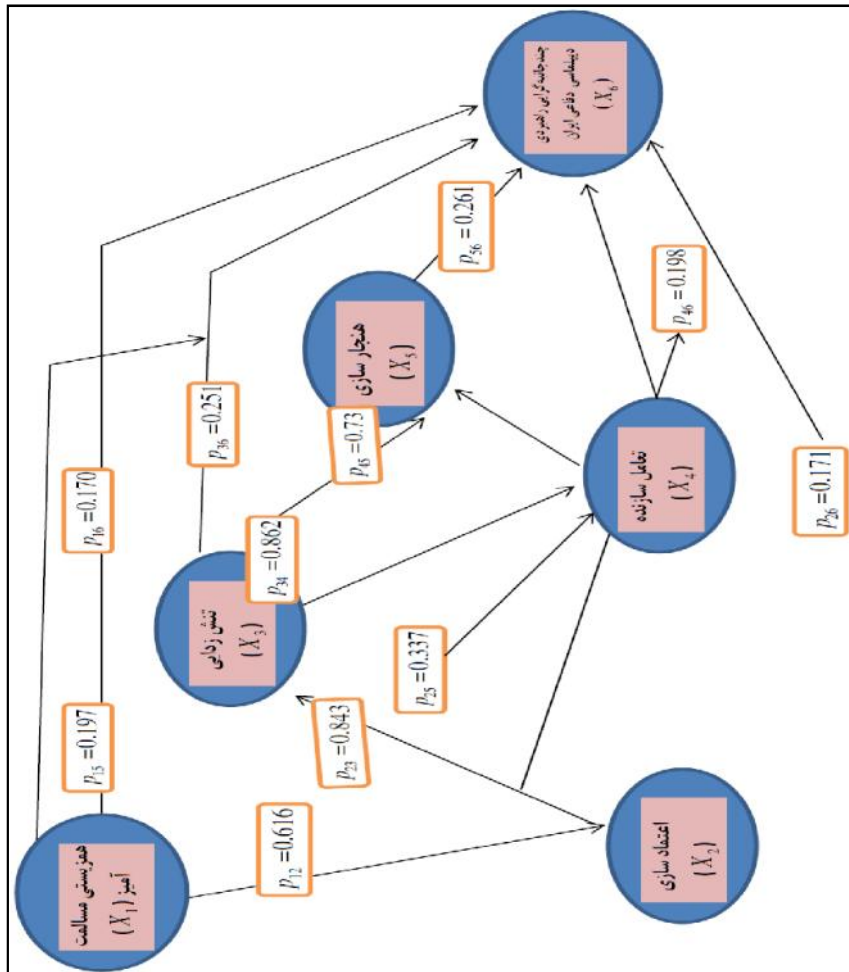 همزیستی مسالمت
آمیز (X₁)
p₁₂ = 0.616
p₁₅ = 0.197
p₁₆ = 0.170
اعتماد سازی
(X₂)
p₂₃ = 0.843
p₂₅ = 0.337
p₂₆ = 0.171
تنش زدایی
(X₃)
p₃₄ = 0.862
p₃₆ = 0.251
تعامل سازنده
(X₄)
p₄₅ = 0.73
p₄₆ = 0.198
هنجار سازی
(X₅)
p₅₆ = 0.261
چندجانبه گرایی راهبردی
دیپلماسی دفاعی ایران
(X₆)